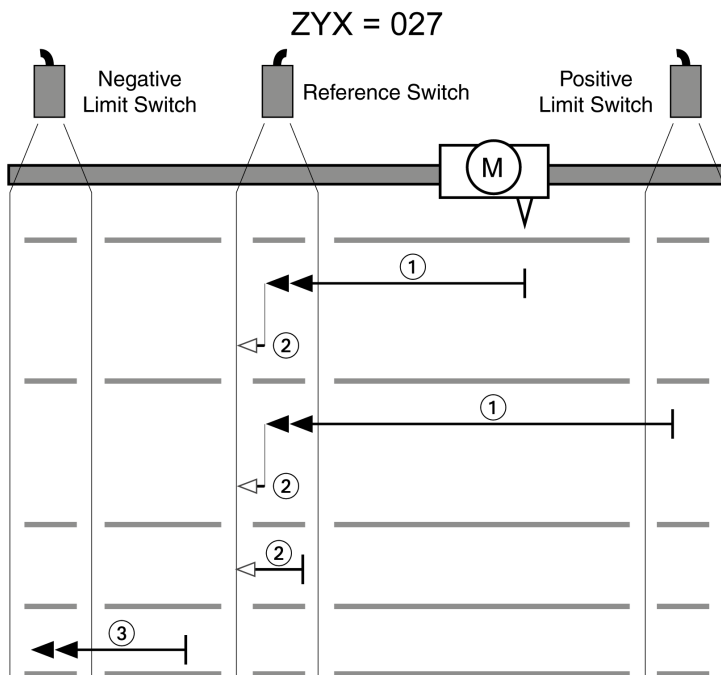 ZYX = 027
Negative
Limit Switch
Reference Switch
Positive
Limit Switch
M
1
2
1
2
2
3